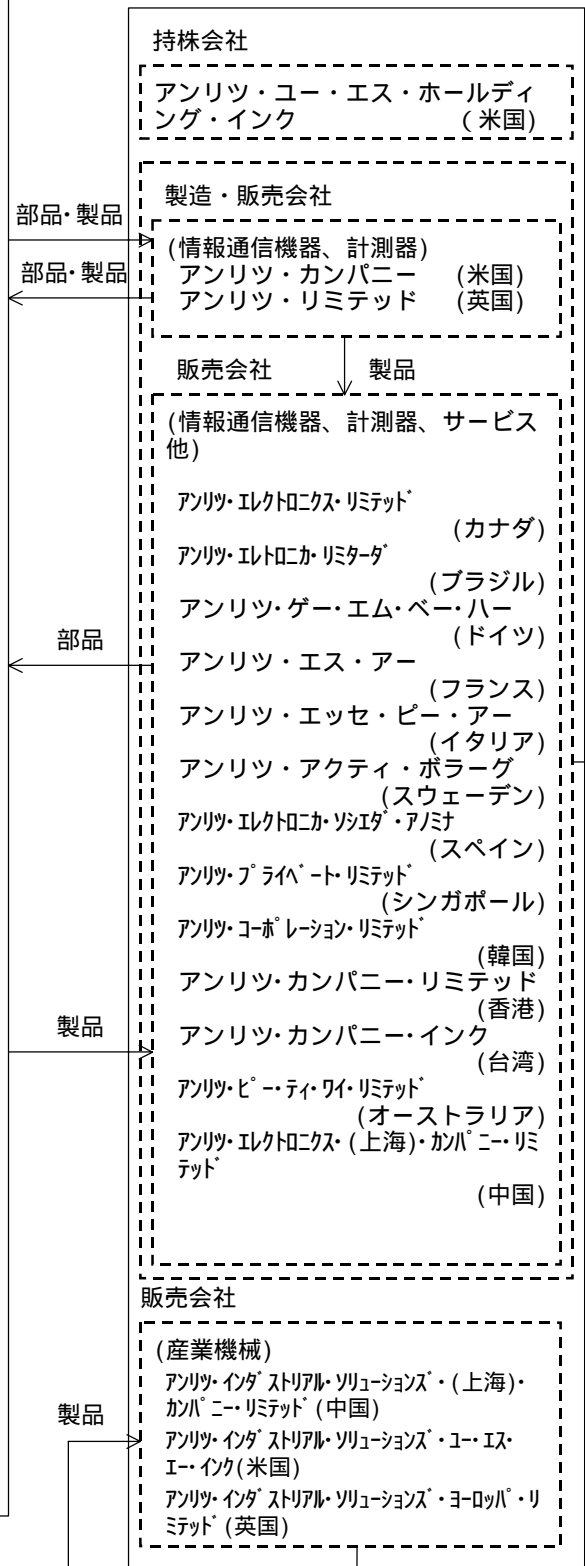 持株会社
アンリツ・ユー・エス・ホールディ
ング・インク (米国)
製造・販売会社
部品・製品
(情報通信機器、計測器)
部品・製品
アンリツ・カンパニー (米国)
アンリツ・リミテッド (英国)
販売会社 製品
(情報通信機器、計測器、サービス
他)
ｱﾝﾘﾂ・ｴﾚｸﾄﾛﾆｸｽ・ﾘﾐﾃｯﾄﾞ
(カナダ)
ｱﾝﾘﾂ・ｴﾚﾄﾛﾆｶ・ﾘﾐﾀｰﾀﾞ
(ブラジル)
アンリツ・ゲー・エム・ベー・ハー
(ドイツ)
部品
アンリツ・エス・アー
(フランス)
アンリツ・エッセ・ピー・アー
(イタリア)
アンリツ・アクティ・ボラーグ
(スウェーデン)
ｱﾝﾘﾂ・ｴﾚｸﾄﾛﾆｶ・ｿｼｴﾀﾞ・ｱﾉﾐﾅ
(スペイン)
ｱﾝﾘﾂ・ﾌﾟﾗｲﾍﾞｰﾄ・ﾘﾐﾃｯﾄﾞ
(シンガポール)
ｱﾝﾘﾂ・ｺｰﾎﾟﾚｰｼｮﾝ・ﾘﾐﾃｯﾄﾞ
(韓国)
アンリツ・カンパニー・リミテッド
(香港)
製品
アンリツ・カンパニー・インク
(台湾)
ｱﾝﾘﾂ・ﾋﾟｰ・ﾃｨ・ﾜｲ・ﾘﾐﾃｯﾄﾞ
(オーストラリア)
ｱﾝﾘﾂ・ｴﾚｸﾄﾛﾆｸｽ・(上海)・ｶﾝﾊﾟﾆｰ・ﾘﾐ
ﾃｯﾄﾞ
(中国)
販売会社
(産業機械)
ｱﾝﾘﾂ・ｲﾝﾀﾞｽﾄﾘｱﾙ・ｿﾘｭｰｼｮﾝｽﾞ・(上海)・
ｶﾝﾊﾟﾆｰ・ﾘﾐﾃｯﾄﾞ(中国)
製品
ｱﾝﾘﾂ・ｲﾝﾀﾞｽﾄﾘｱﾙ・ｿﾘｭｰｼｮﾝｽﾞ・ﾕｰ・ｴｽ・
ｴｰ・ｲﾝｸ(米国)
ｱﾝﾘﾂ・ｲﾝﾀﾞｽﾄﾘｱﾙ・ｿﾘｭｰｼｮﾝｽﾞ・ﾖｰﾛｯﾊﾟ・ﾘ
ﾐﾃｯﾄﾞ(英国)